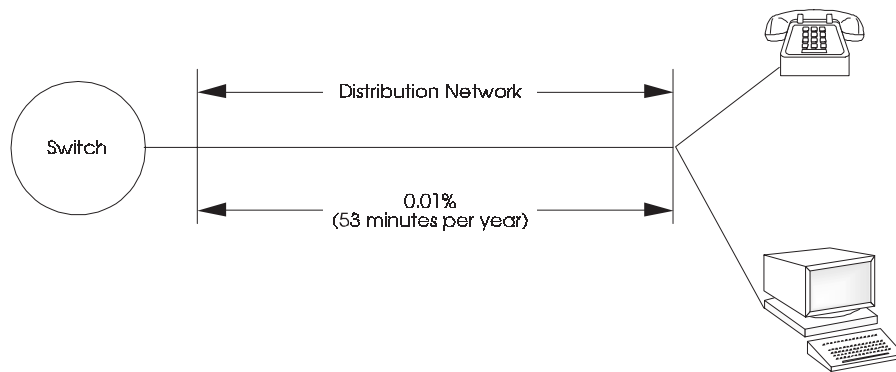 Distribution Network
Switch
0.01%
(53 minutes per year)